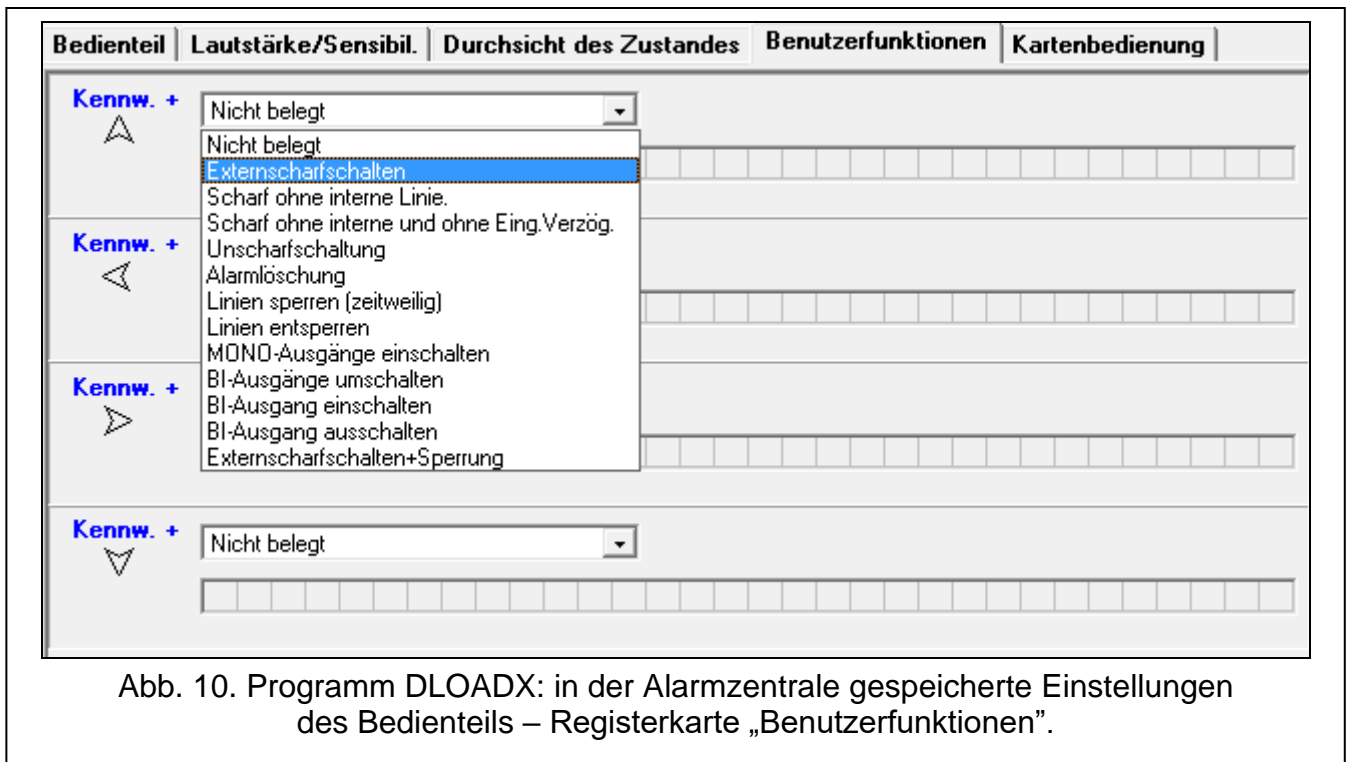 Bedienteil Lautstärke/Sensibil. Durchsicht des Zustandes Benutzerfunktionen Kartenbedienung
Kennw. +
Nicht belegt
Nicht belegt
Externscharfschalten
Scharf ohne interne Linie.
Scharf ohne interne und ohne Eing.Verzög.
Kennw. +
Unscharfschaltung
Alarmlöschung
Linien sperren (zeitweilig)
Linien entsperren
MONO-Ausgänge einschalten
Kennw. +
BI-Ausgänge umschalten
BI-Ausgang einschalten
BI-Ausgang ausschalten
Externscharfschalten+Sperrung
Kennw. +
Nicht belegt
Abb. 10. Programm DLOADX: in der Alarmzentrale gespeicherte Einstellungen
des Bedienteils – Registerkarte „Benutzerfunktionen”.